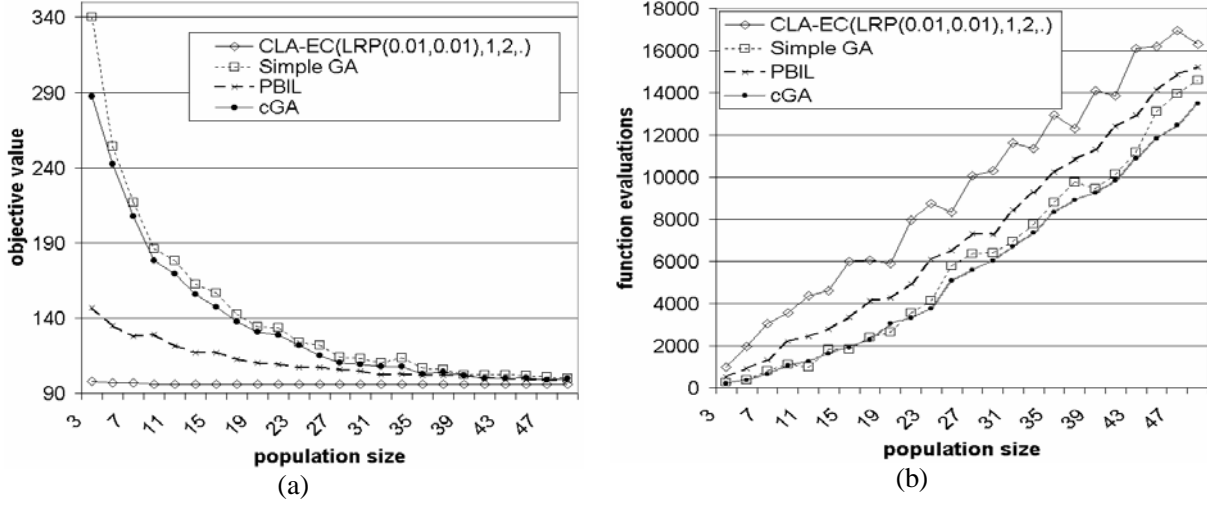 340
290
240
190
140
90
objective value
CLA-EC(LRP(0.01,0.01),1,2,.)
Simple GA
PBIL
cGA
3 7 11 15 19 23 27 31 35 39 43 47
population size
(a)
18000
16000
14000
12000
10000
8000
6000
4000
2000
0
function evaluations
CLA-EC(LRP(0.01,0.01),1,2,.)
Simple GA
PBIL
cGA
3 7 11 15 19 23 27 31 35 39 43 47
population size
(b)